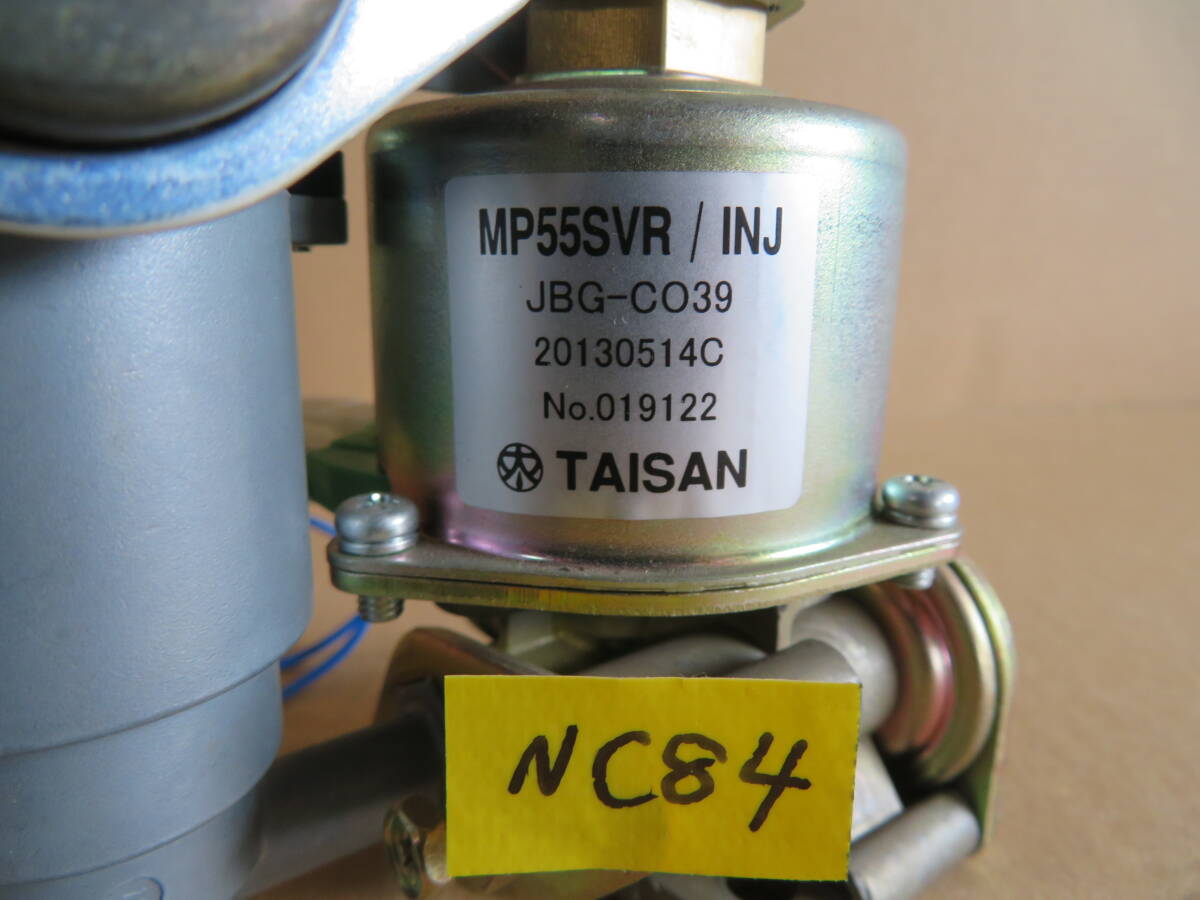 MP55SVR / INJ
JBG-CO39
20130514C
No.019122
TAISAN
NC84